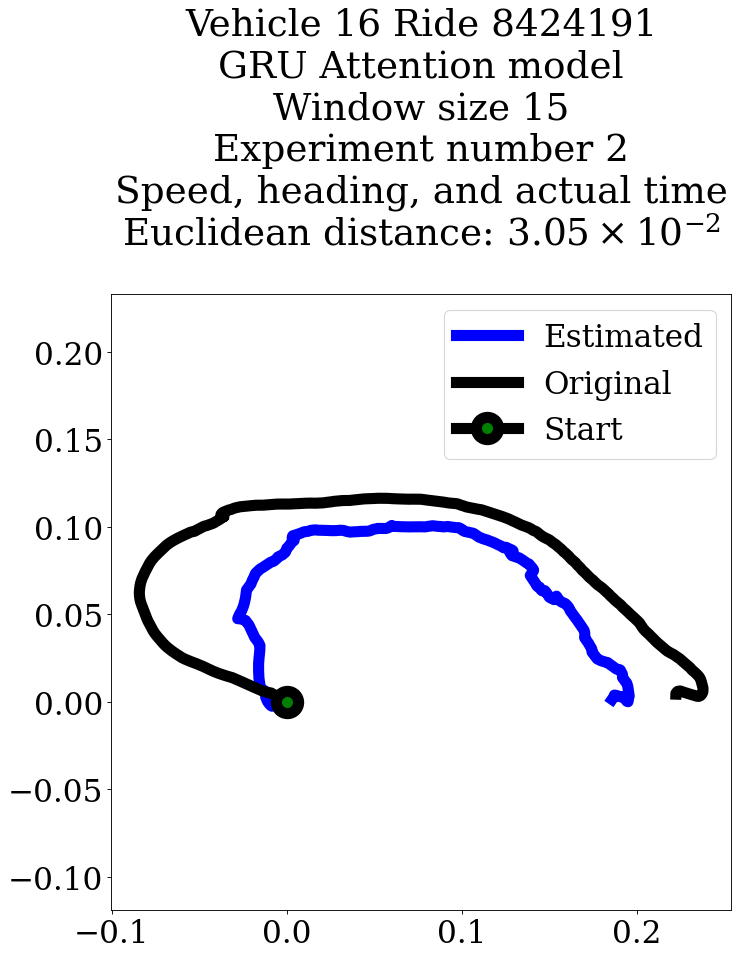 Vehicle 16 Ride 8424191
GRU Attention model
Window size 15
Experiment number 2
Speed, heading, and actual time
Euclidean distance: 3.05 × 10⁻²
Estimated
Original
Start
0.20
0.15
0.10
0.05
0.00
−0.05
−0.10
−0.1 0.0 0.1 0.2